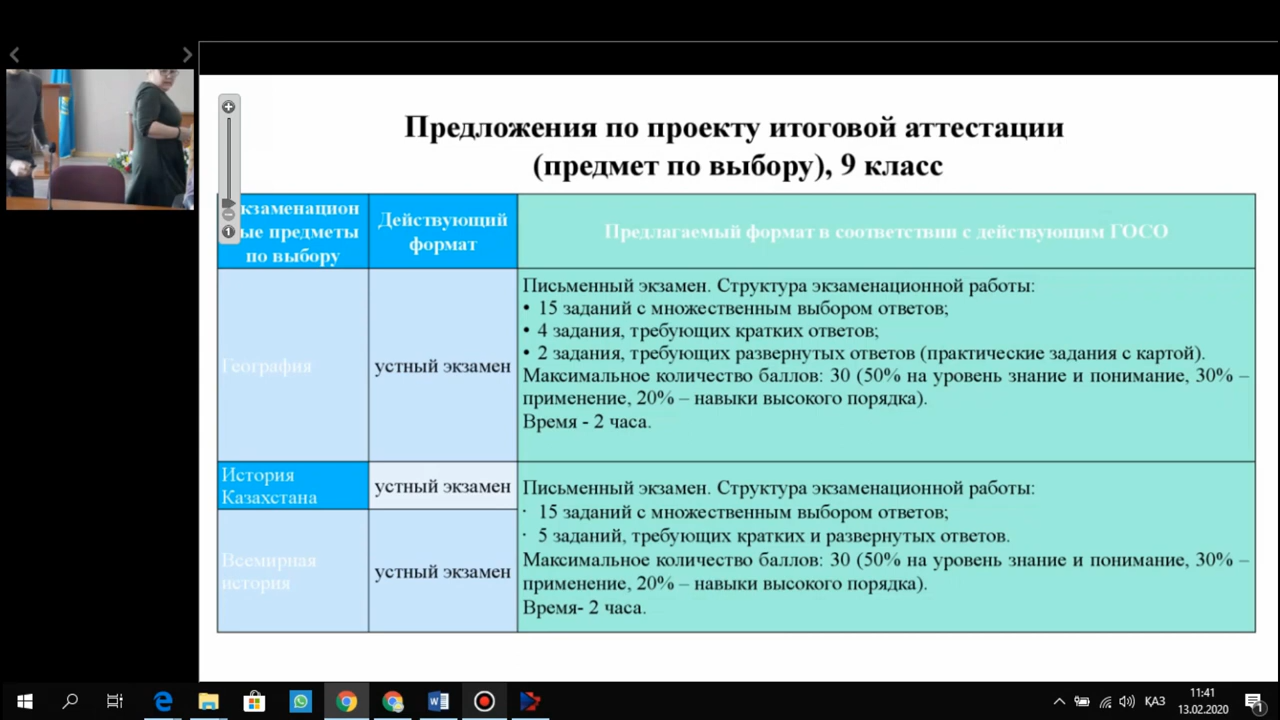 Предложения по проекту итоговой аттестации
(предмет по выбору), 9 класс
кзаменацион
ые предметы
по выбору
Действующий
формат
Предлагаемый формат в соответствии с действующим ГОСО
География
устный экзамен
Письменный экзамен. Структура экзаменационной работы:
• 15 заданий с множественным выбором ответов;
• 4 задания, требующих кратких ответов;
• 2 задания, требующих развернутых ответов (практические задания с картой).
Максимальное количество баллов: 30 (50% на уровень знание и понимание, 30% –
применение, 20% – навыки высокого порядка).
Время - 2 часа.
История
Казахстана
устный экзамен
Всемирная
история
устный экзамен
Письменный экзамен. Структура экзаменационной работы:
· 15 заданий с множественным выбором ответов;
· 5 заданий, требующих кратких и развернутых ответов.
Максимальное количество баллов: 30 (50% на уровень знание и понимание, 30% –
применение, 20% – навыки высокого порядка).
Время- 2 часа.
ҚАЗ
11:41
13.02.2020
1